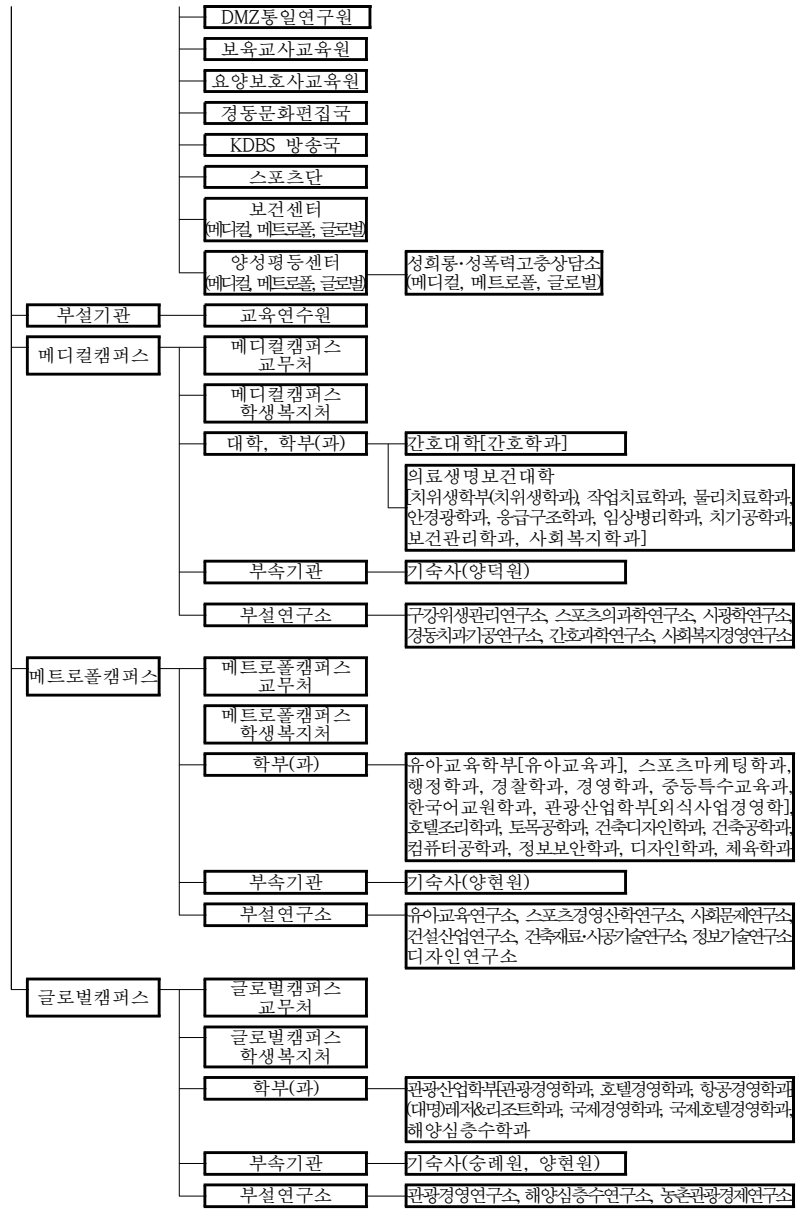 DMZ통일연구원
보육교사교육원
요양보호사교육원
경동문화편집국
KDBS 방송국
스포츠단
보건센터
(메디컬, 메트로폴, 글로벌)
양성평등센터
(메디컬, 메트로폴, 글로벌)
성희롱·성폭력고충상담소
(메디컬, 메트로폴, 글로벌)
부설기관
교육연수원
메디컬캠퍼스
메디컬캠퍼스
교무처
메디컬캠퍼스
학생복지처
대학, 학부(과)
간호대학[간호학과]
의료생명보건대학
[치위생학부(치위생학과), 작업치료학과, 물리치료학과,
안경광학과, 응급구조학과, 임상병리학과, 치기공학과,
보건관리학과, 사회복지학과]
부속기관
기숙사(양덕원)
부설연구소
구강위생관리연구소, 스포츠의과학연구소, 시광학연구소,
경동치과기공연구소, 간호과학연구소, 사회복지경영연구소
메트로폴캠퍼스
메트로폴캠퍼스
교무처
메트로폴캠퍼스
학생복지처
학부(과)
유아교육학부[유아교육과], 스포츠마케팅학과,
행정학과, 경찰학과, 경영학과, 중등특수교육과,
한국어교원학과, 관광산업학부[외식사업경영학],
호텔조리학과, 토목공학과, 건축디자인학과, 건축공학과,
컴퓨터공학과, 정보보안학과, 디자인학과, 체육학과
부속기관
기숙사(양현원)
부설연구소
유아교육연구소, 스포츠경영산학연구소, 사회문제연구소,
건설산업연구소, 건축재료·시공기술연구소, 정보기술연구소
디자인연구소
글로벌캠퍼스
글로벌캠퍼스
교무처
글로벌캠퍼스
학생복지처
학부(과)
관광산업학부[관광경영학과, 호텔경영학과, 항공경영학과]
(대명)레저&리조트학과, 국제경영학과, 국제호텔경영학과,
해양심층수학과
부속기관
기숙사(숭례원, 양현원)
부설연구소
관광경영연구소, 해양심층수연구소, 농촌관광경제연구소